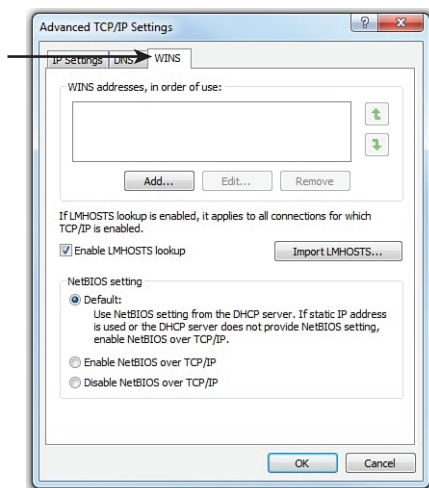 Advanced TCP/IP Settings
IP Settings DNS WINS
WINS addresses, in order of use:
Add... Edit... Remove
If LMHOSTS lookup is enabled, it applies to all connections for which
TCP/IP is enabled.
Enable LMHOSTS lookup Import LMHOSTS...
NetBIOS setting
Default:
Use NetBIOS setting from the DHCP server. If static IP address
is used or the DHCP server does not provide NetBIOS setting,
enable NetBIOS over TCP/IP.
Enable NetBIOS over TCP/IP
Disable NetBIOS over TCP/IP
OK Cancel